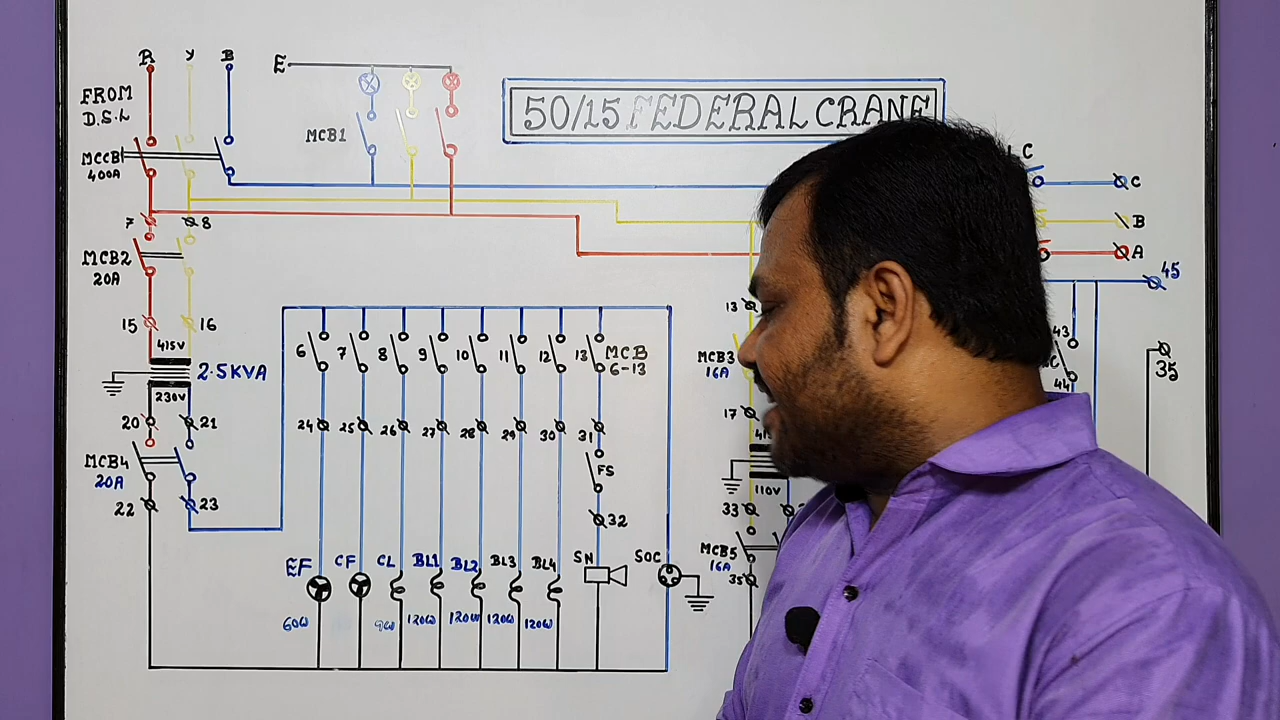 R Y B
FROM
D.S.L
E
MCB1
50/15 FEDERAL CRANE
MCCB
400A
C
C
B
A
7 8
MCB2
20A
45
13
15 16
415V
2.5KVA
230V
6 7 8 9 10 11 12 13 MCB
6-13
MCB3
16A
43
44
35
17
20 21
24 25 26 27 28 29 30 31
MCB4
20A
FS
110V
22 23
32
33
MCB5
16A
35
EF CF CL BL1 BL2 BL3 BL4 SN SOC
60W 9W 120W 120W 120W 120W